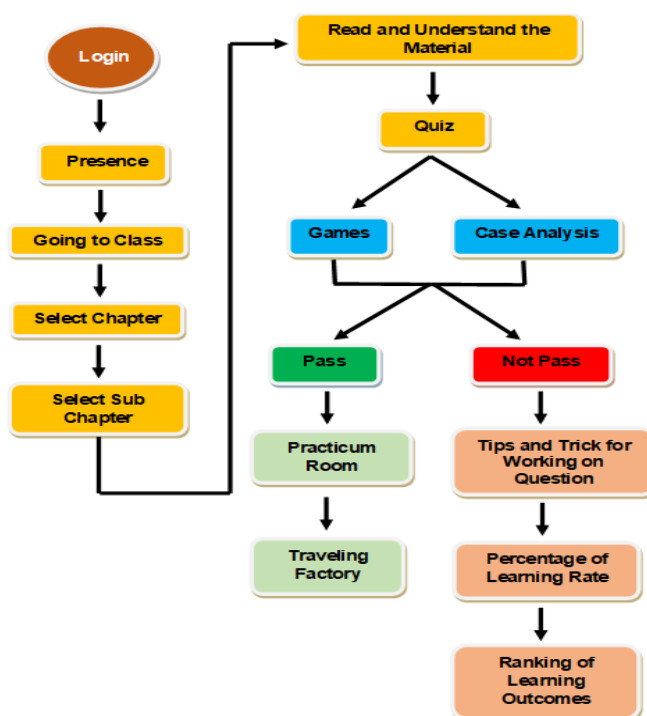 Login
Presence
Going to Class
Select Chapter
Select Sub
Chapter
Read and Understand the
Material
Quiz
Games
Case Analysis
Pass
Not Pass
Practicum
Room
Traveling
Factory
Tips and Trick for
Working on
Question
Percentage of
Learning Rate
Ranking of
Learning
Outcomes